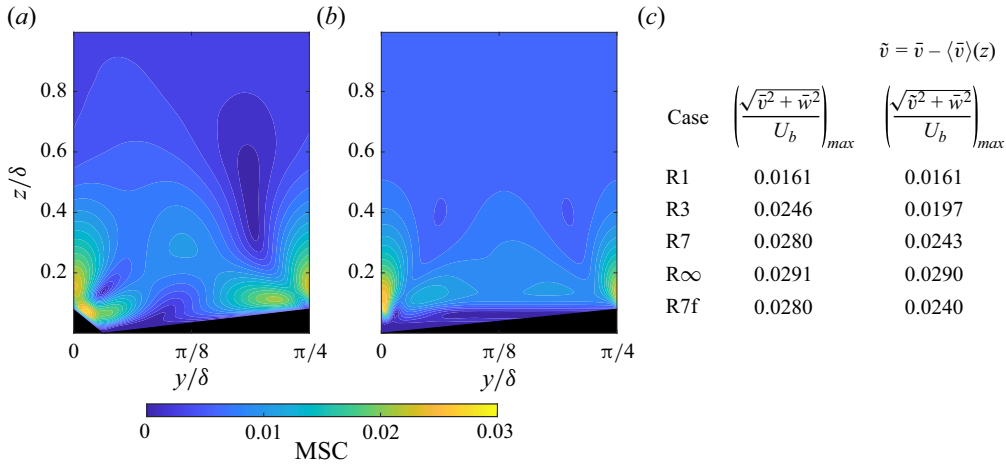 (a)
0.8
0.6
0.4
0.2
z/δ
0 π/8 π/4
y/δ
(b)
0.8
0.6
0.4
0.2
0 π/8 π/4
y/δ
0 0.01 0.02 0.03
MSC
(c)
ṽ = v̄ − ⟨v̄⟩(z)
Case (√(v̄² + w̄²) / U_b)_max (√(ṽ² + w̄²) / U_b)_max
R1 0.0161 0.0161
R3 0.0246 0.0197
R7 0.0280 0.0243
R∞ 0.0291 0.0290
R7f 0.0280 0.0240